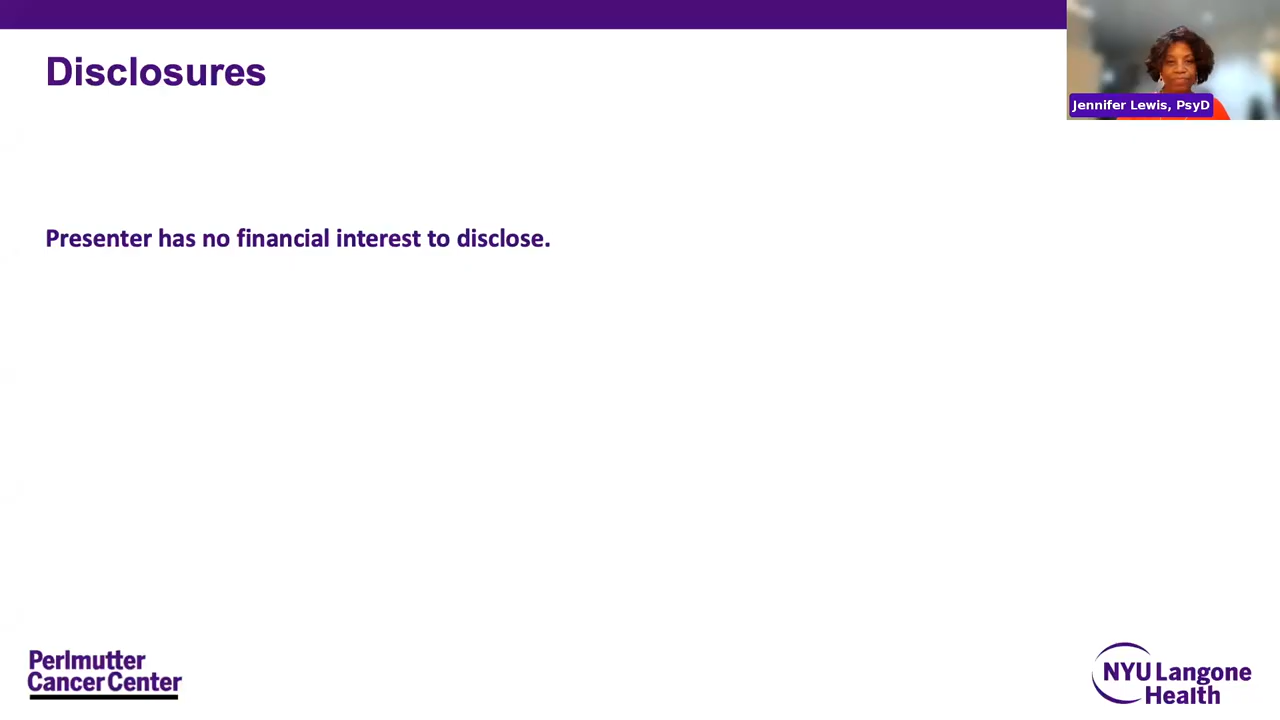 Disclosures
Jennifer Lewis, PsyD
Presenter has no financial interest to disclose.
Perlmutter
Cancer Center
NYU Langone
Health